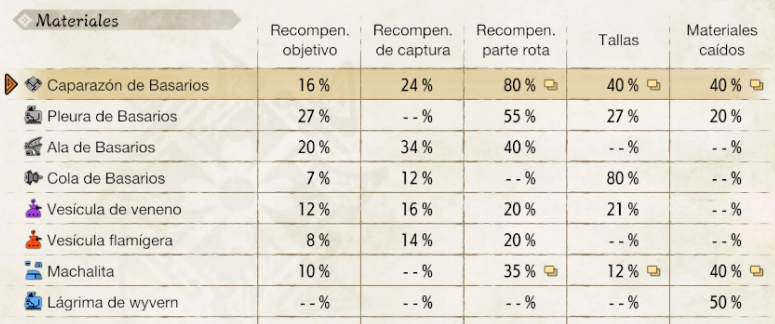 Materiales
Recompen. objetivo Recompen. de captura Recompen. parte rota Tallas Materiales caídos
Caparazón de Basarios 16 % 24 % 80 % 40 % 40 %
Pleura de Basarios 27 % - - % 55 % 27 % 20 %
Ala de Basarios 20 % 34 % 40 % - - % - - %
Cola de Basarios 7 % 12 % - - % 80 % - - %
Vesícula de veneno 12 % 16 % 20 % 21 % - - %
Vesícula flamígera 8 % 14 % 20 % - - % - - %
Machalita 10 % - - % 35 % 12 % 40 %
Lágrima de wyvern - - % - - % - - % - - % 50 %